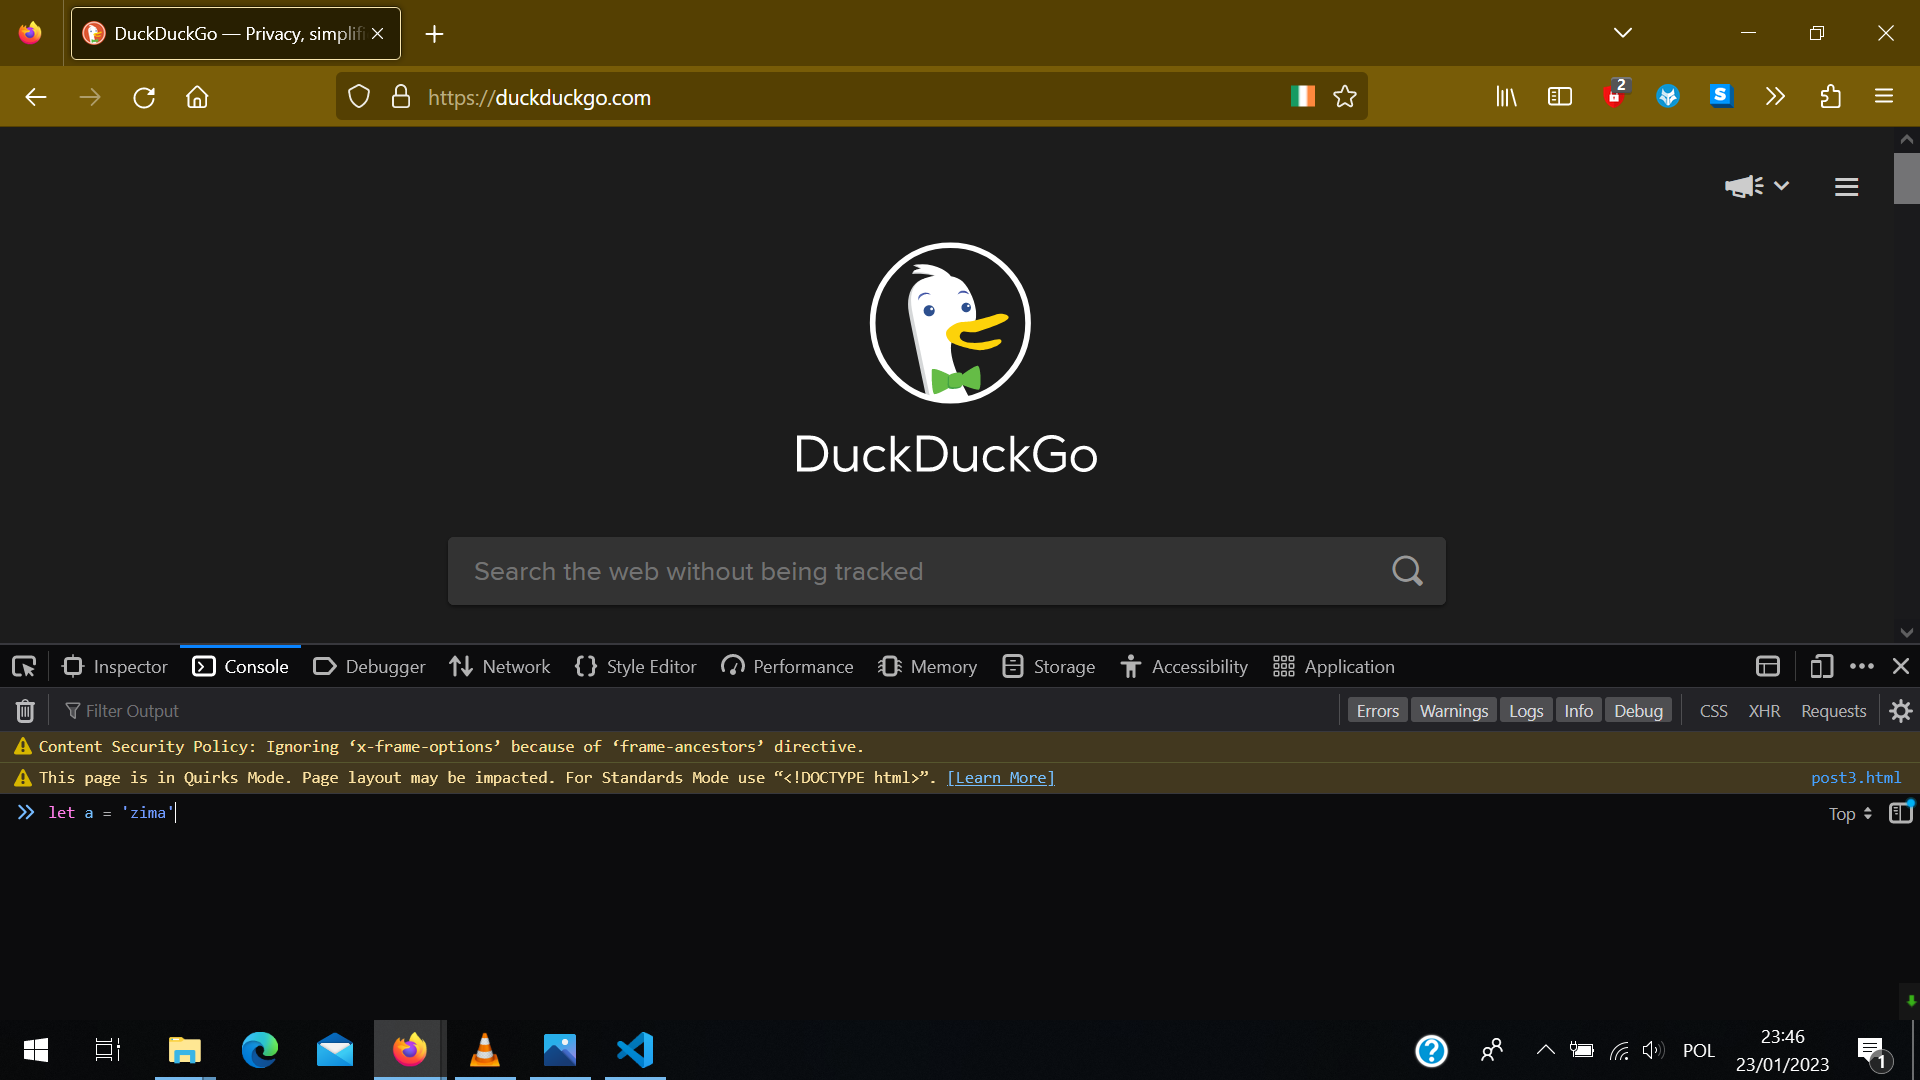 DuckDuckGo — Privacy, simplifi
https://duckduckgo.com
2
S
DuckDuckGo
Search the web without being tracked
Inspector Console Debugger Network Style Editor Performance Memory Storage Accessibility Application
Filter Output Errors Warnings Logs Info Debug CSS XHR Requests
Content Security Policy: Ignoring ‘x-frame-options’ because of ‘frame-ancestors’ directive.
This page is in Quirks Mode. Page layout may be impacted. For Standards Mode use “<!DOCTYPE html>”. [Learn More] post3.html
let a = 'zima' Top
POL 23:46
23/01/2023
1